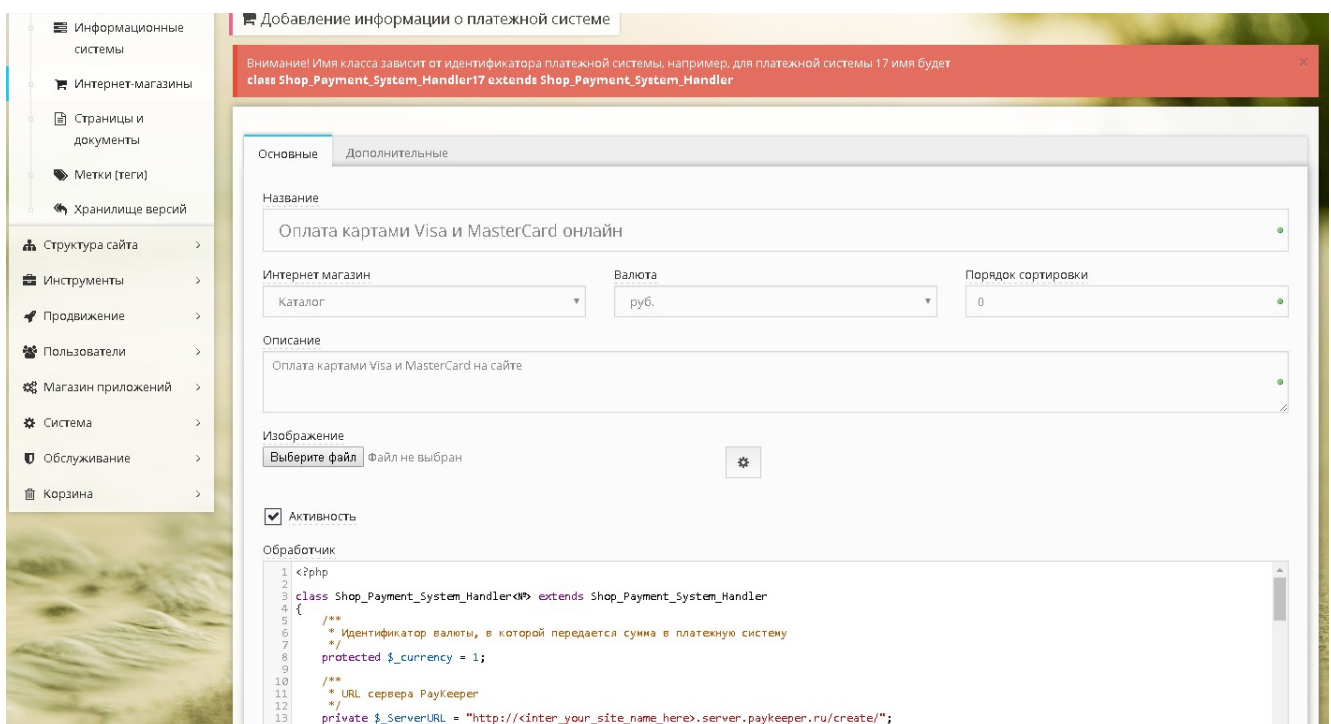 Информационные
системы
Интернет-магазины
Страницы и
документы
Метки (теги)
Хранилище версий
Структура сайта
Инструменты
Продвижение
Пользователи
Магазин приложений
Система
Обслуживание
Корзина
Добавление информации о платежной системе
Внимание! Имя класса зависит от идентификатора платежной системы, например, для платежной системы 17 имя будет
class Shop_Payment_System_Handler17 extends Shop_Payment_System_Handler
×
Основные Дополнительные
Название
Оплата картами Visa и MasterCard онлайн
Интернет магазин Валюта Порядок сортировки
Каталог руб. 0
Описание
Оплата картами Visa и MasterCard на сайте
Изображение
Выберите файл Файл не выбран
Активность
Обработчик
1 <?php
2
3 class Shop_Payment_System_Handler<№> extends Shop_Payment_System_Handler
4 {
5 /**
6 * Идентификатор валюты, в которой передается сумма в платежную систему
7 */
8 protected $_currency = 1;
9
10 /**
11 * URL сервера PayKeeper
12 */
13 private $_ServerURL = "http://<inter_your_site_name_here>.server.paykeeper.ru/create/";